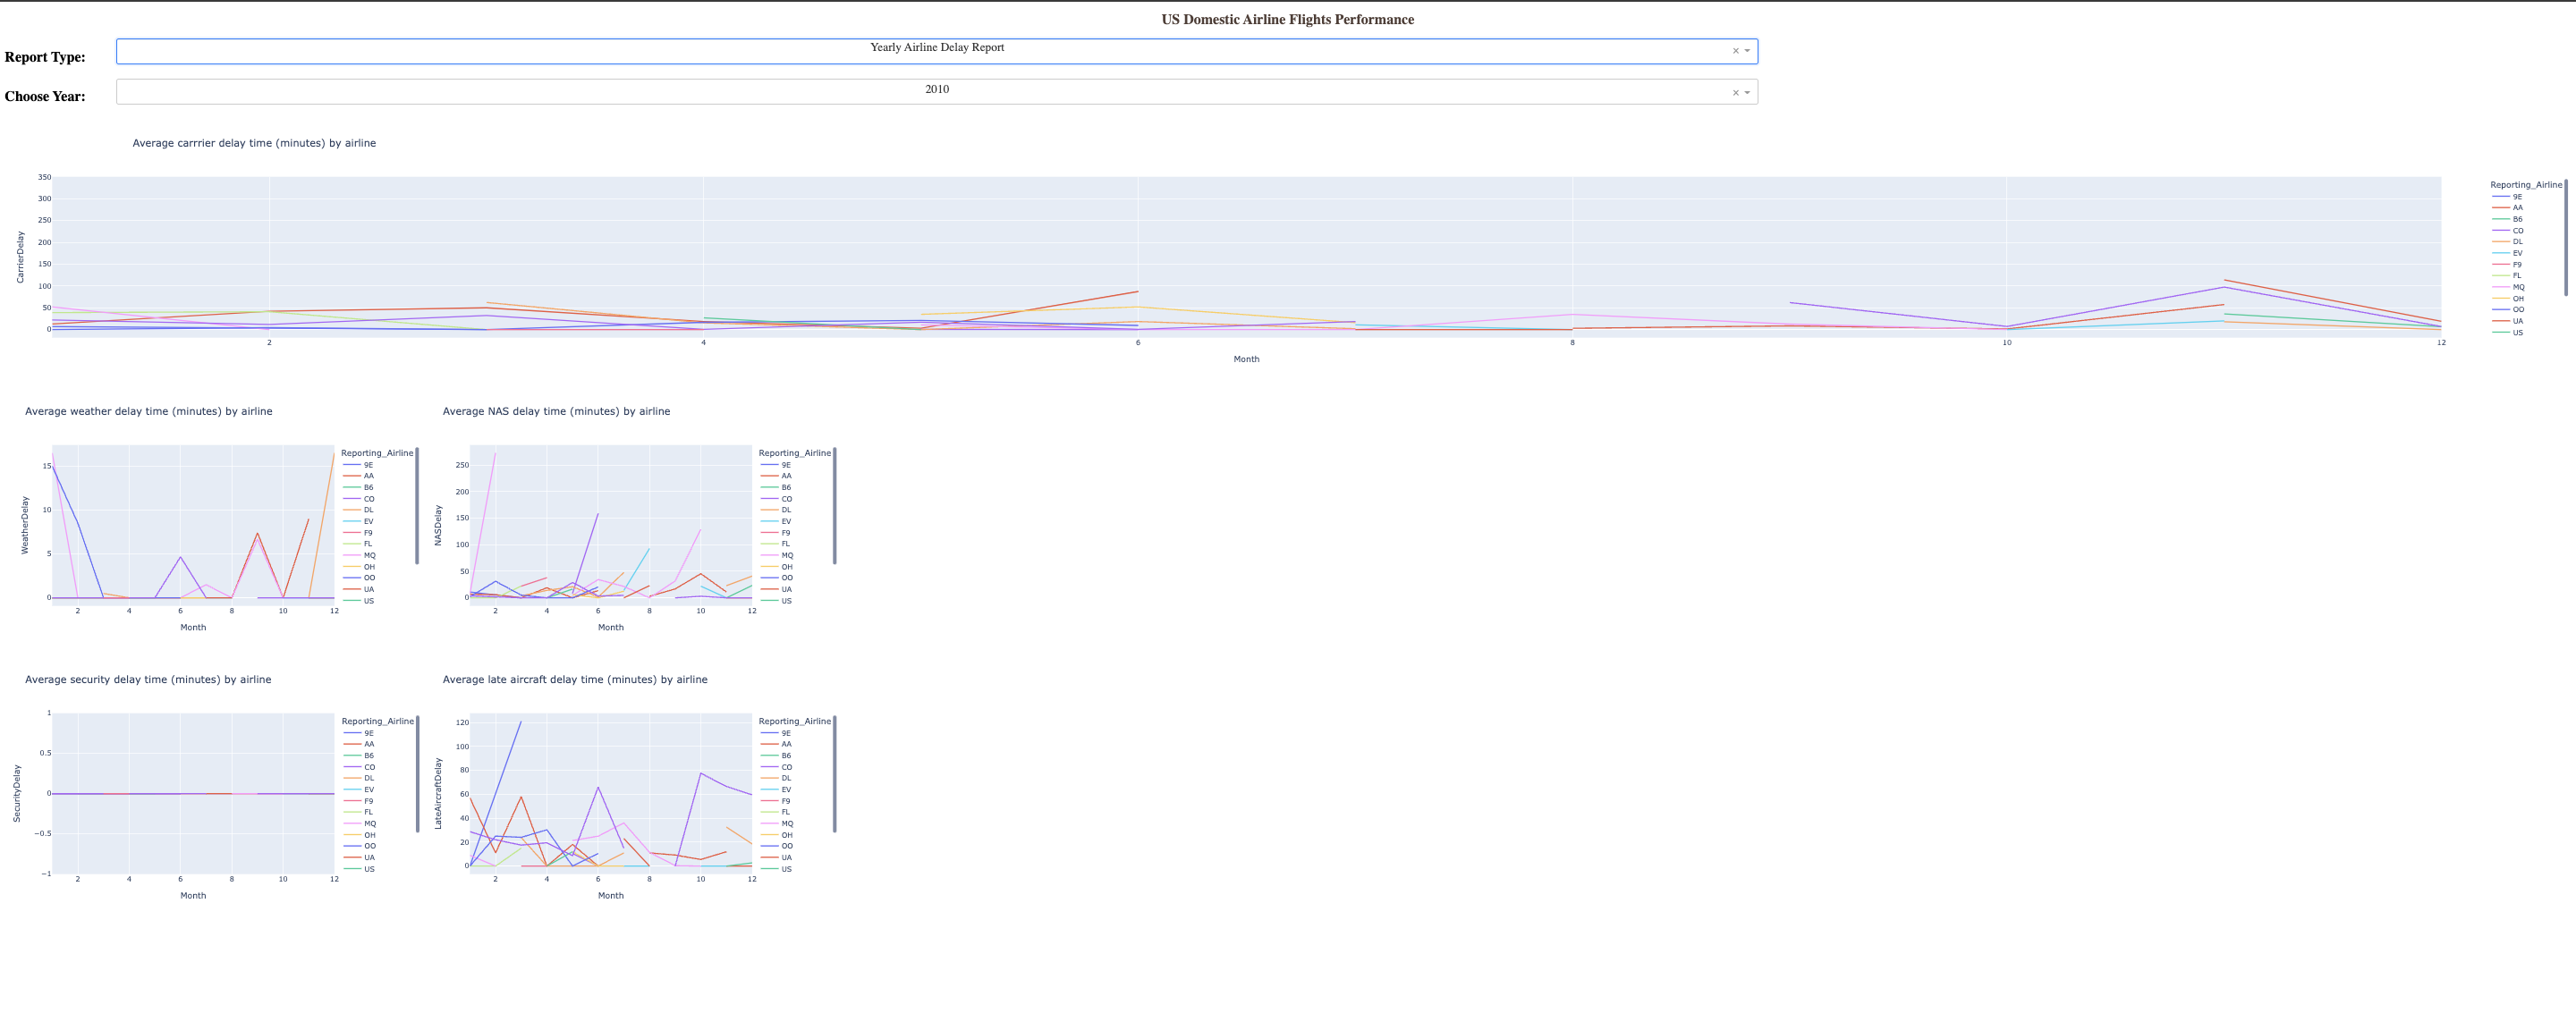 US Domestic Airline Flights Performance
Report Type:
Yearly Airline Delay Report
× 
Choose Year:
2010
×
Average carrrier delay time (minutes) by airline
CarrierDelay
350
300
250
200
150
100
50
0
2
4
6
8
10
12
Month
Reporting_Airline
9E
AA
B6
CO
DL
EV
F9
FL
MQ
OH
OO
UA
US
Average weather delay time (minutes) by airline
WeatherDelay
15
10
5
0
2
4
6
8
10
12
Month
Reporting_Airline
9E
AA
B6
CO
DL
EV
F9
FL
MQ
OH
OO
UA
US
Average NAS delay time (minutes) by airline
NASDelay
250
200
150
100
50
0
2
4
6
8
10
12
Month
Reporting_Airline
9E
AA
B6
CO
DL
EV
F9
FL
MQ
OH
OO
UA
US
Average security delay time (minutes) by airline
SecurityDelay
1
0.5
0
−0.5
−1
2
4
6
8
10
12
Month
Reporting_Airline
9E
AA
B6
CO
DL
EV
F9
FL
MQ
OH
OO
UA
US
Average late aircraft delay time (minutes) by airline
LateAircraftDelay
120
100
80
60
40
20
0
2
4
6
8
10
12
Month
Reporting_Airline
9E
AA
B6
CO
DL
EV
F9
FL
MQ
OH
OO
UA
US